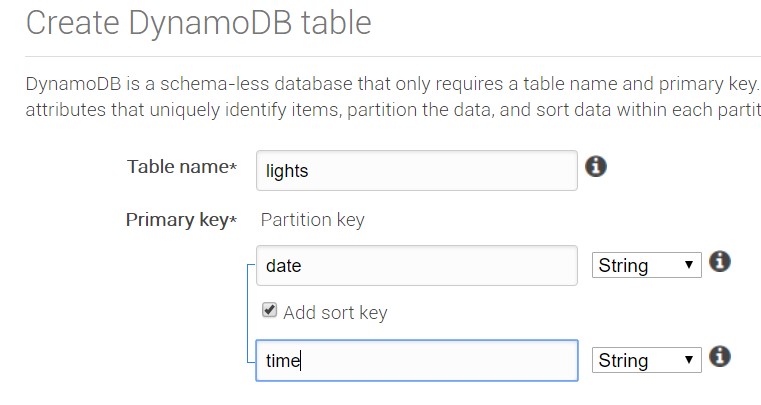 Create DynamoDB table
DynamoDB is a schema-less database that only requires a table name and primary key.
attributes that uniquely identify items, partition the data, and sort data within each partit
Table name* lights
Primary key* Partition key
date String
Add sort key
time String